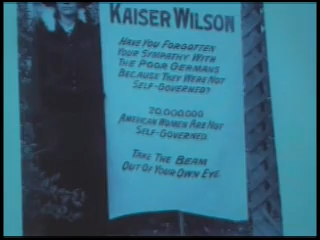 KAISER WILSON
HAVE YOU FORGOTTEN
YOUR SYMPATHY WITH
THE POOR GERMANS
BECAUSE THEY WERE NOT
SELF-GOVERNED?
20,000,000
AMERICAN WOMEN ARE NOT
SELF-GOVERNED.
TAKE THE BEAM
OUT OF YOUR OWN EYE.